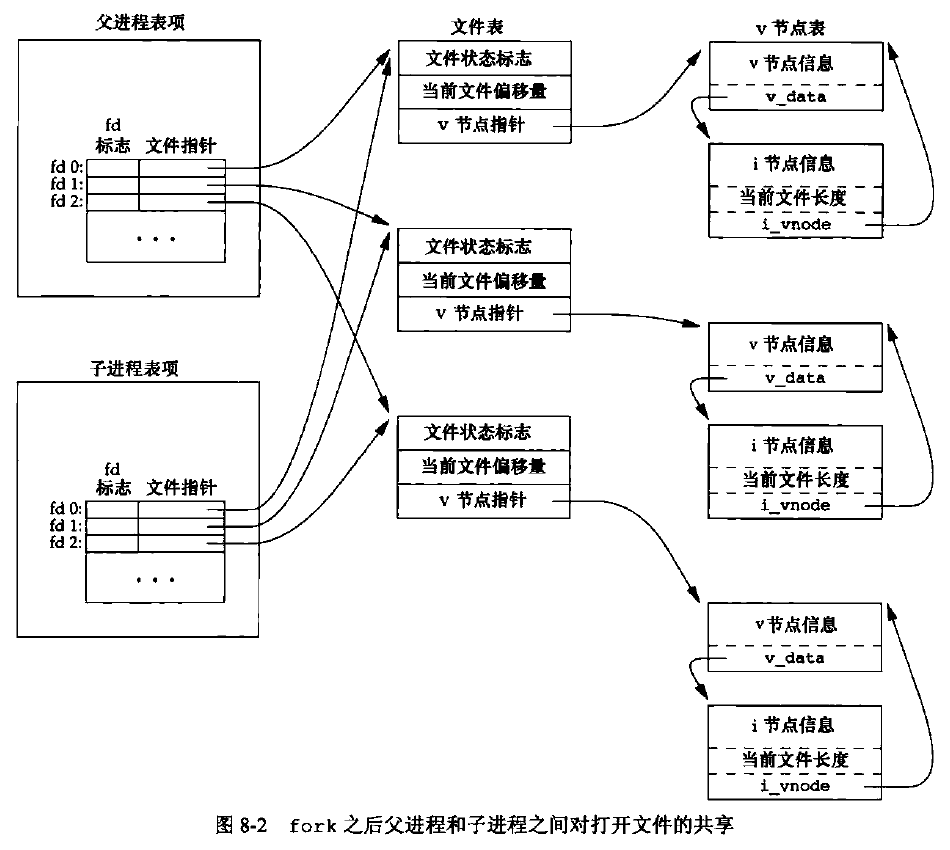 父进程表项
fd
标志 文件指针
fd 0:
fd 1:
fd 2:
...
子进程表项
fd
标志 文件指针
fd 0:
fd 1:
fd 2:
...
文件表
文件状态标志
当前文件偏移量
v 节点指针
文件状态标志
当前文件偏移量
v 节点指针
文件状态标志
当前文件偏移量
v 节点指针
v 节点表
v 节点信息
v_data
i 节点信息
当前文件长度
i_vnode
v 节点信息
v_data
i 节点信息
当前文件长度
i_vnode
v 节点信息
v_data
i 节点信息
当前文件长度
i_vnode
图 8-2 fork 之后父进程和子进程之间对打开文件的共享